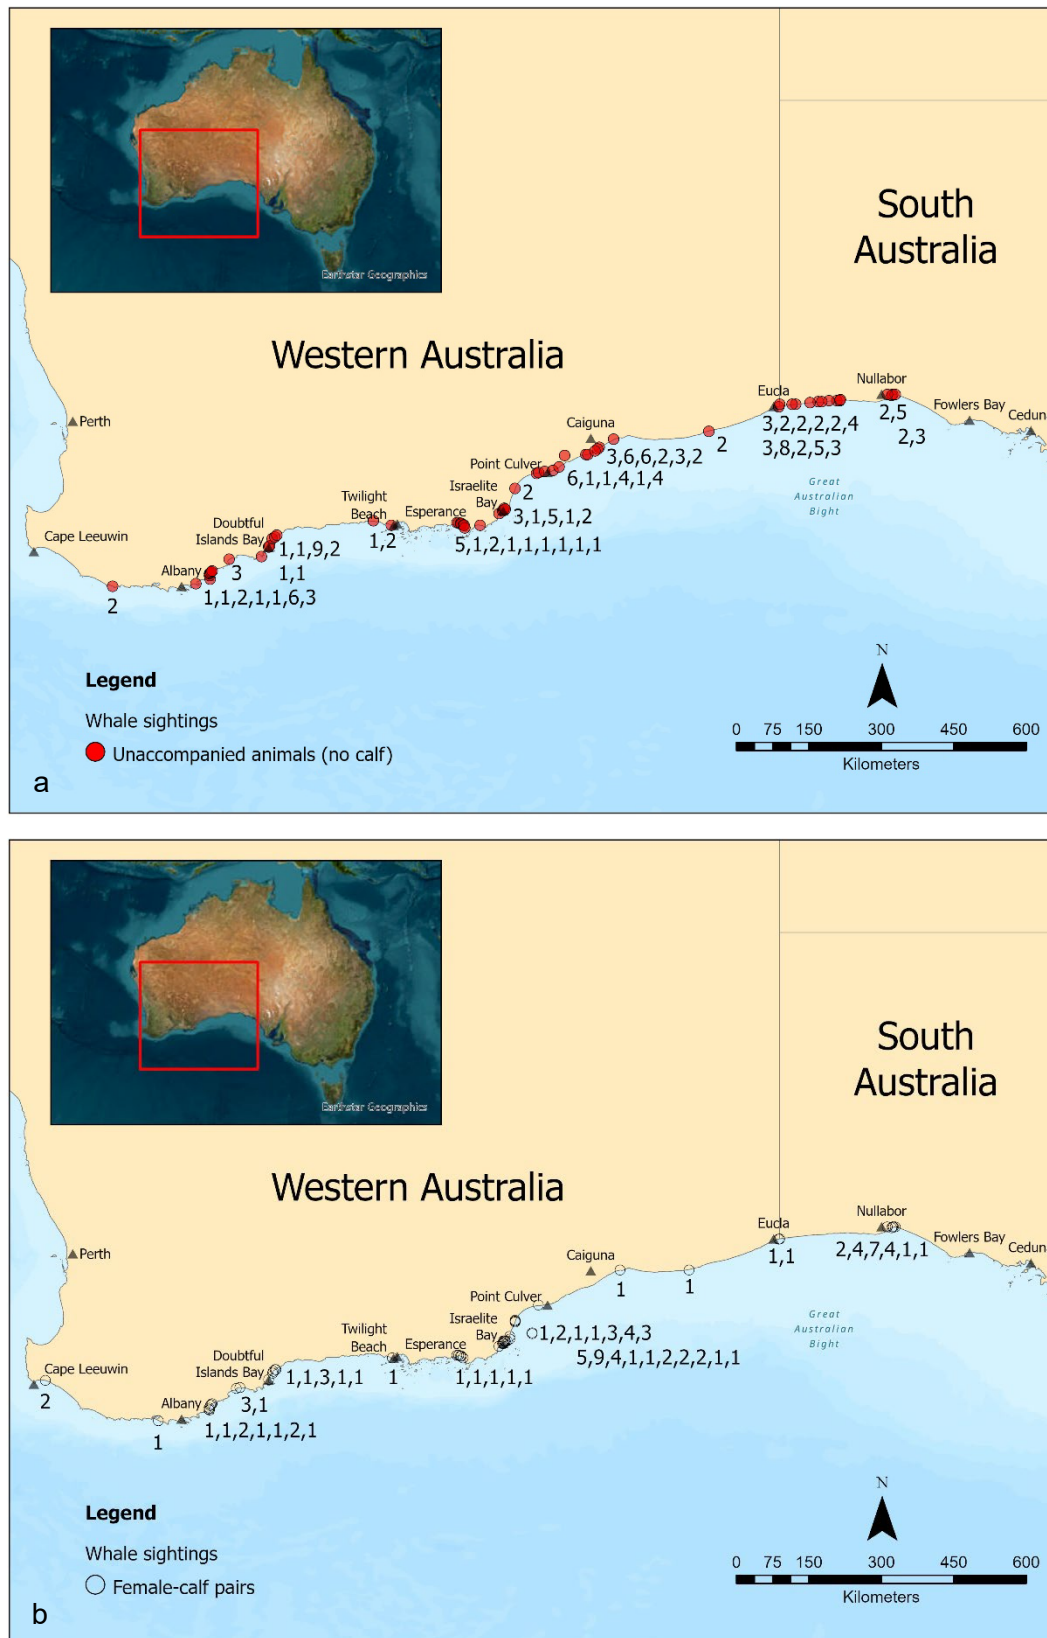 Earthstar Geographics
South
Australia
Western Australia
Perth
Eucla
Nullabor
2,5
Fowlers Bay
Ceduna
2,3
3,2,2,2,2,4
3,8,2,5,3
2
Caiguna
3,6,6,2,3,2
Point Culver
6,1,1,4,1,4
Great
Australian
Bight
Israelite
Bay
2
3,1,5,1,2
Twilight
Beach
Esperance
1,2
5,1,2,1,1,1,1,1,1
Doubtful
Islands Bay
1,1,9,2
1,1
Cape Leeuwin
Albany
3
2
1,1,2,1,1,6,3
Legend
Whale sightings
Unaccompanied animals (no calf)
N
0 75 150 300 450 600
Kilometers
a
Earthstar Geographics
South
Australia
Western Australia
Perth
Eucla
1,1
Nullabor
2,4,7,4,1,1
Fowlers Bay
Ceduna
Caiguna
1
1
Point Culver
Great
Australian
Bight
Israelite
Bay
1,2,1,1,3,4,3
5,9,4,1,1,2,2,2,1,1
Twilight
Beach
Esperance
1
1,1,1,1,1
Doubtful
Islands Bay
1,1,3,1,1
Cape Leeuwin
2
Albany
3,1
1
1,1,2,1,1,2,1
Legend
Whale sightings
Female-calf pairs
N
0 75 150 300 450 600
Kilometers
b